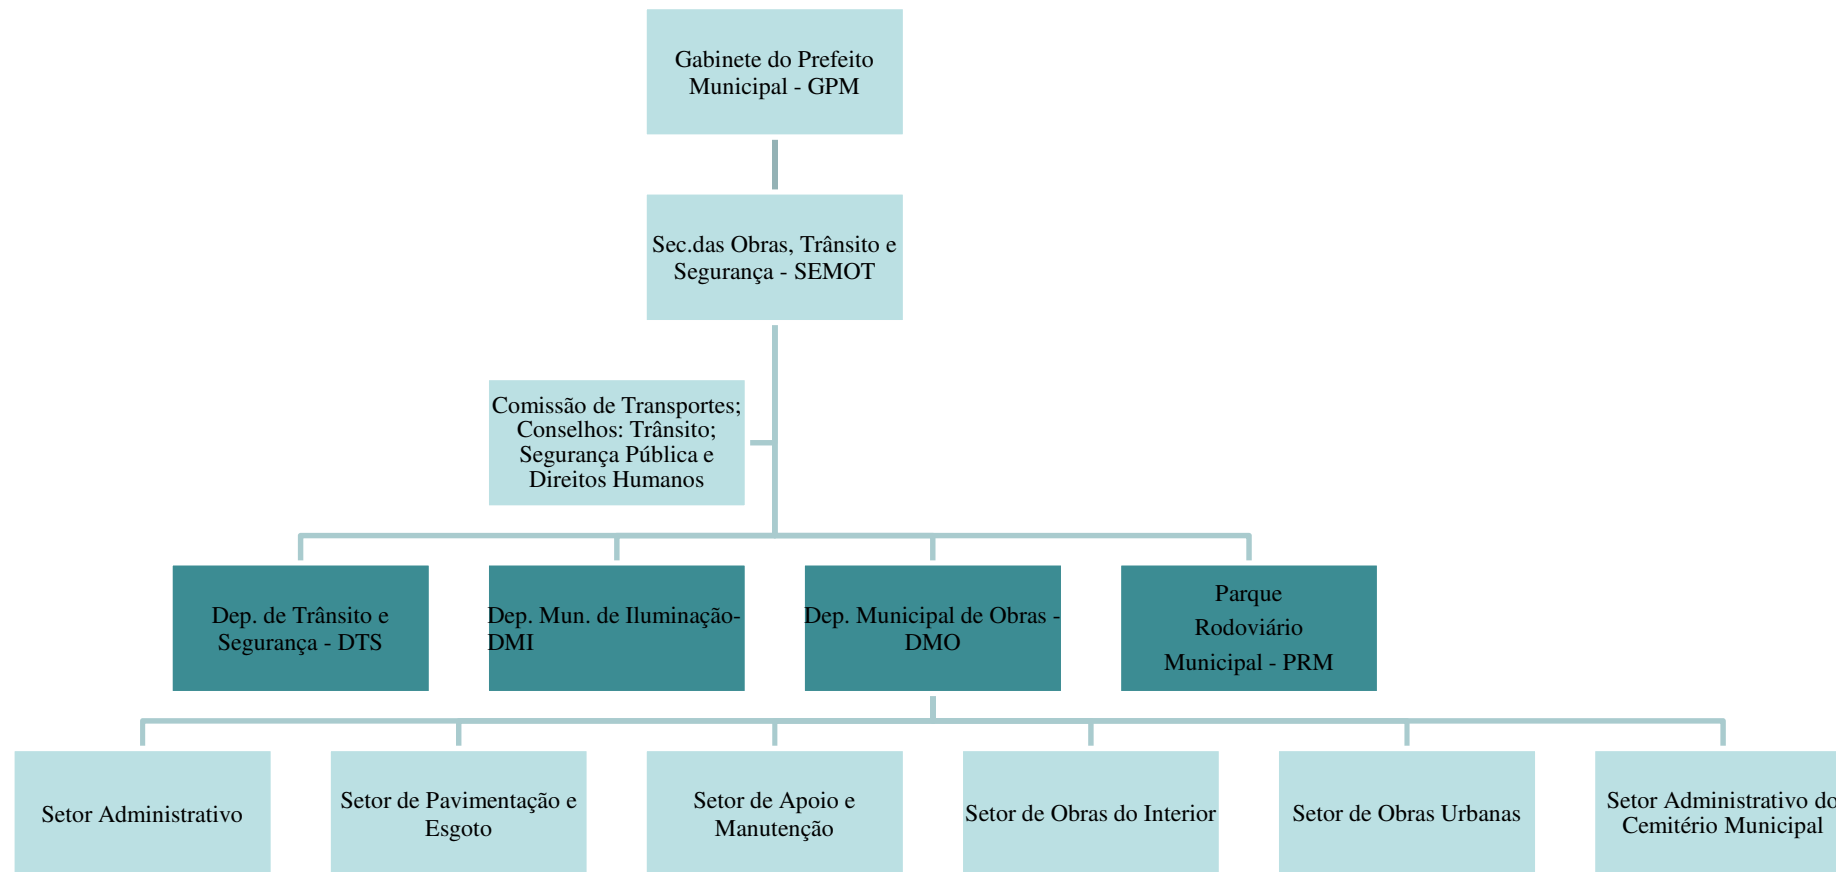 Gabinete do Prefeito
Municipal - GPM
Sec.das Obras, Trânsito e
Segurança - SEMOT
Comissão de Transportes;
Conselhos: Trânsito;
Segurança Pública e
Direitos Humanos
Dep. de Trânsito e
Segurança - DTS
Dep. Mun. de Iluminação-
DMI
Dep. Municipal de Obras -
DMO
Parque
Rodoviário
Municipal - PRM
Setor Administrativo
Setor de Pavimentação e
Esgoto
Setor de Apoio e
Manutenção
Setor de Obras do Interior
Setor de Obras Urbanas
Setor Administrativo do
Cemitério Municipal